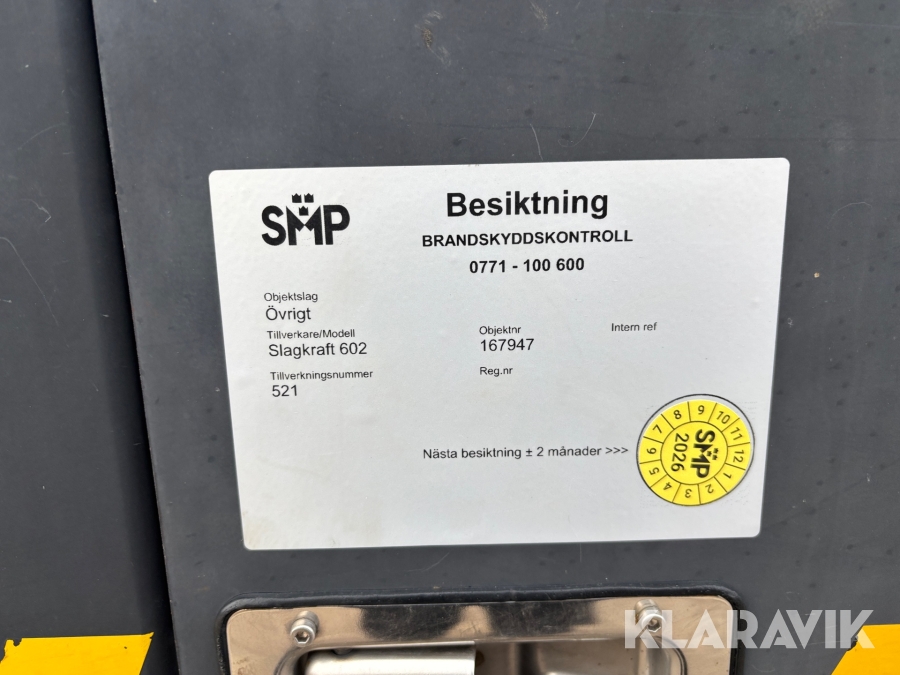 SMP
Besiktning
BRANDSKYDDSKONTROLL
0771 - 100 600
Objektslag
Övrigt
Tillverkare/Modell
Slagkraft 602
Objektnr
167947
Intern ref
Tillverkningsnummer
521
Reg.nr
Nästa besiktning ± 2 månader >>>
1 2 3 4 5 6 7 8 9 10 11 12
SMP
2026
KLARAVIK